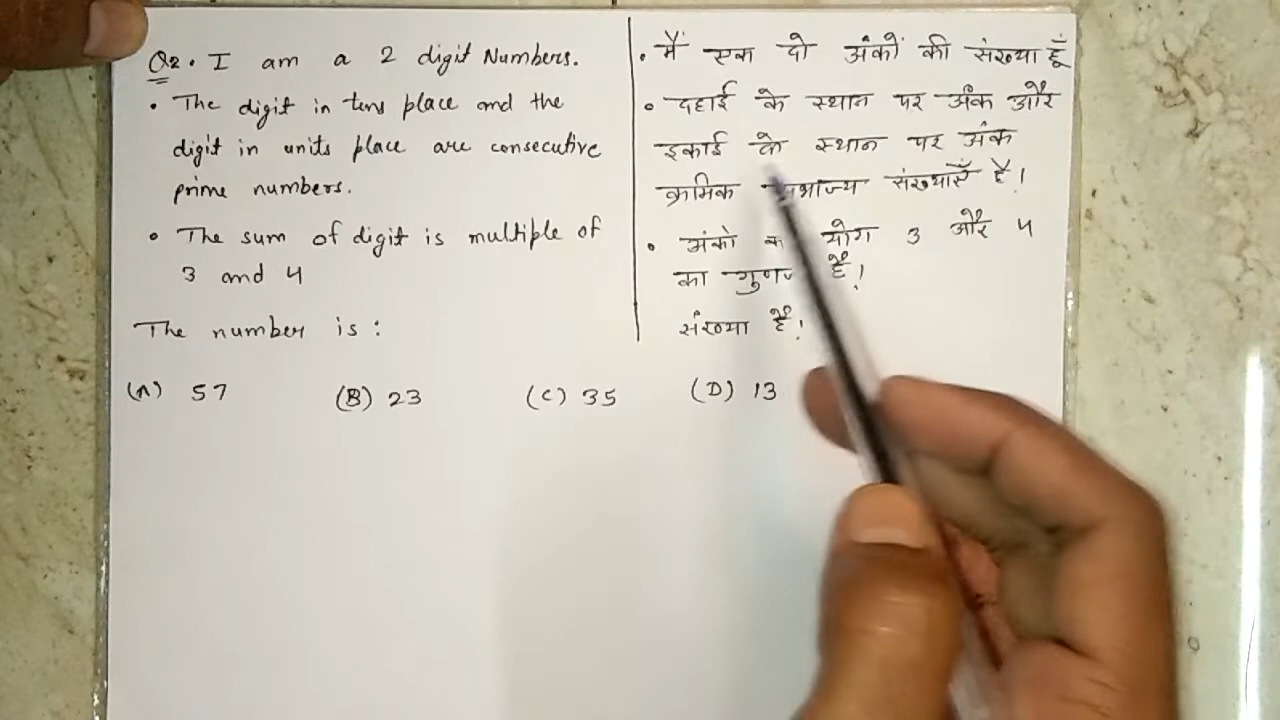 Q2. I am a 2 digit Numbers.
• The digit in tens place and the
digit in units place are consecutive
prime numbers.
• The sum of digit is multiple of
3 and 4
The number is :
• मैं एक दो अंकों की संख्या हूँ
• दहाई के स्थान पर अंक और
इकाई के स्थान पर अंक
क्रमिक संख्याएँ है!
• अंको योग 3 और 4
का है!
संख्या है!
(A) 57 (B) 23 (C) 35 (D) 13